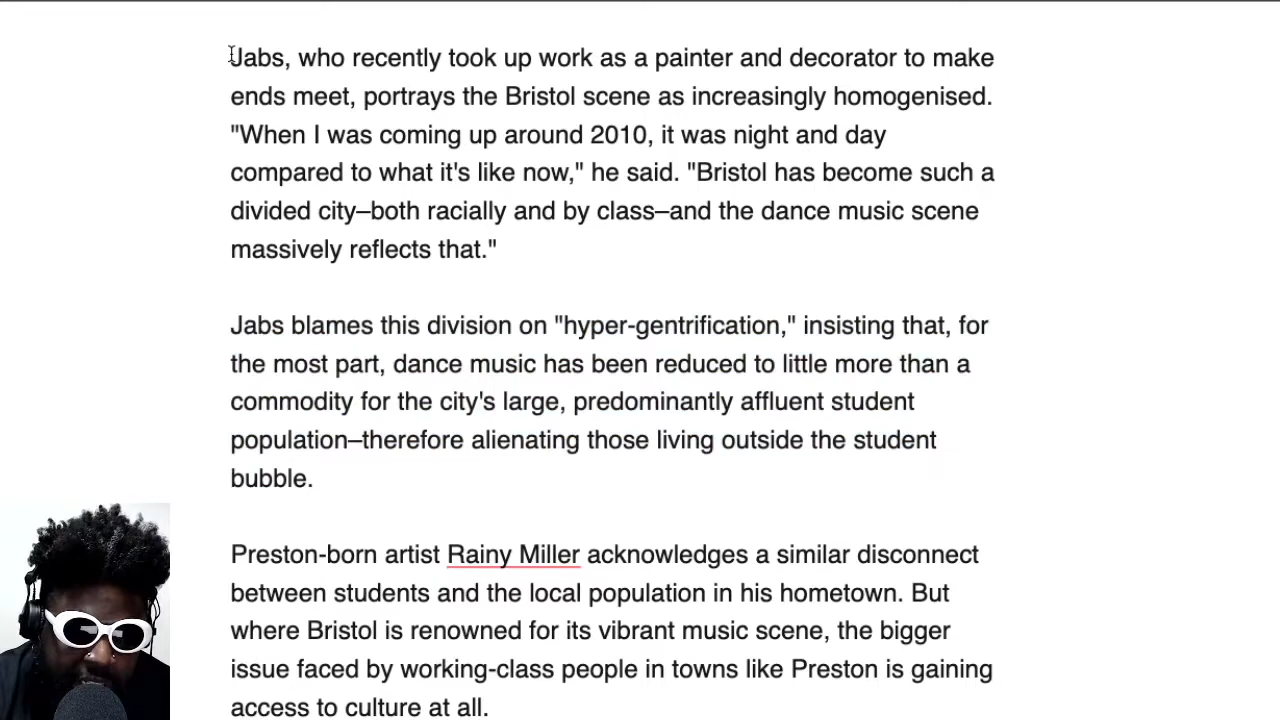 Jabs, who recently took up work as a painter and decorator to make
ends meet, portrays the Bristol scene as increasingly homogenised.
"When I was coming up around 2010, it was night and day
compared to what it's like now," he said. "Bristol has become such a
divided city–both racially and by class–and the dance music scene
massively reflects that."
Jabs blames this division on "hyper-gentrification," insisting that, for
the most part, dance music has been reduced to little more than a
commodity for the city's large, predominantly affluent student
population–therefore alienating those living outside the student
bubble.
Preston-born artist Rainy Miller acknowledges a similar disconnect
between students and the local population in his hometown. But
where Bristol is renowned for its vibrant music scene, the bigger
issue faced by working-class people in towns like Preston is gaining
access to culture at all.